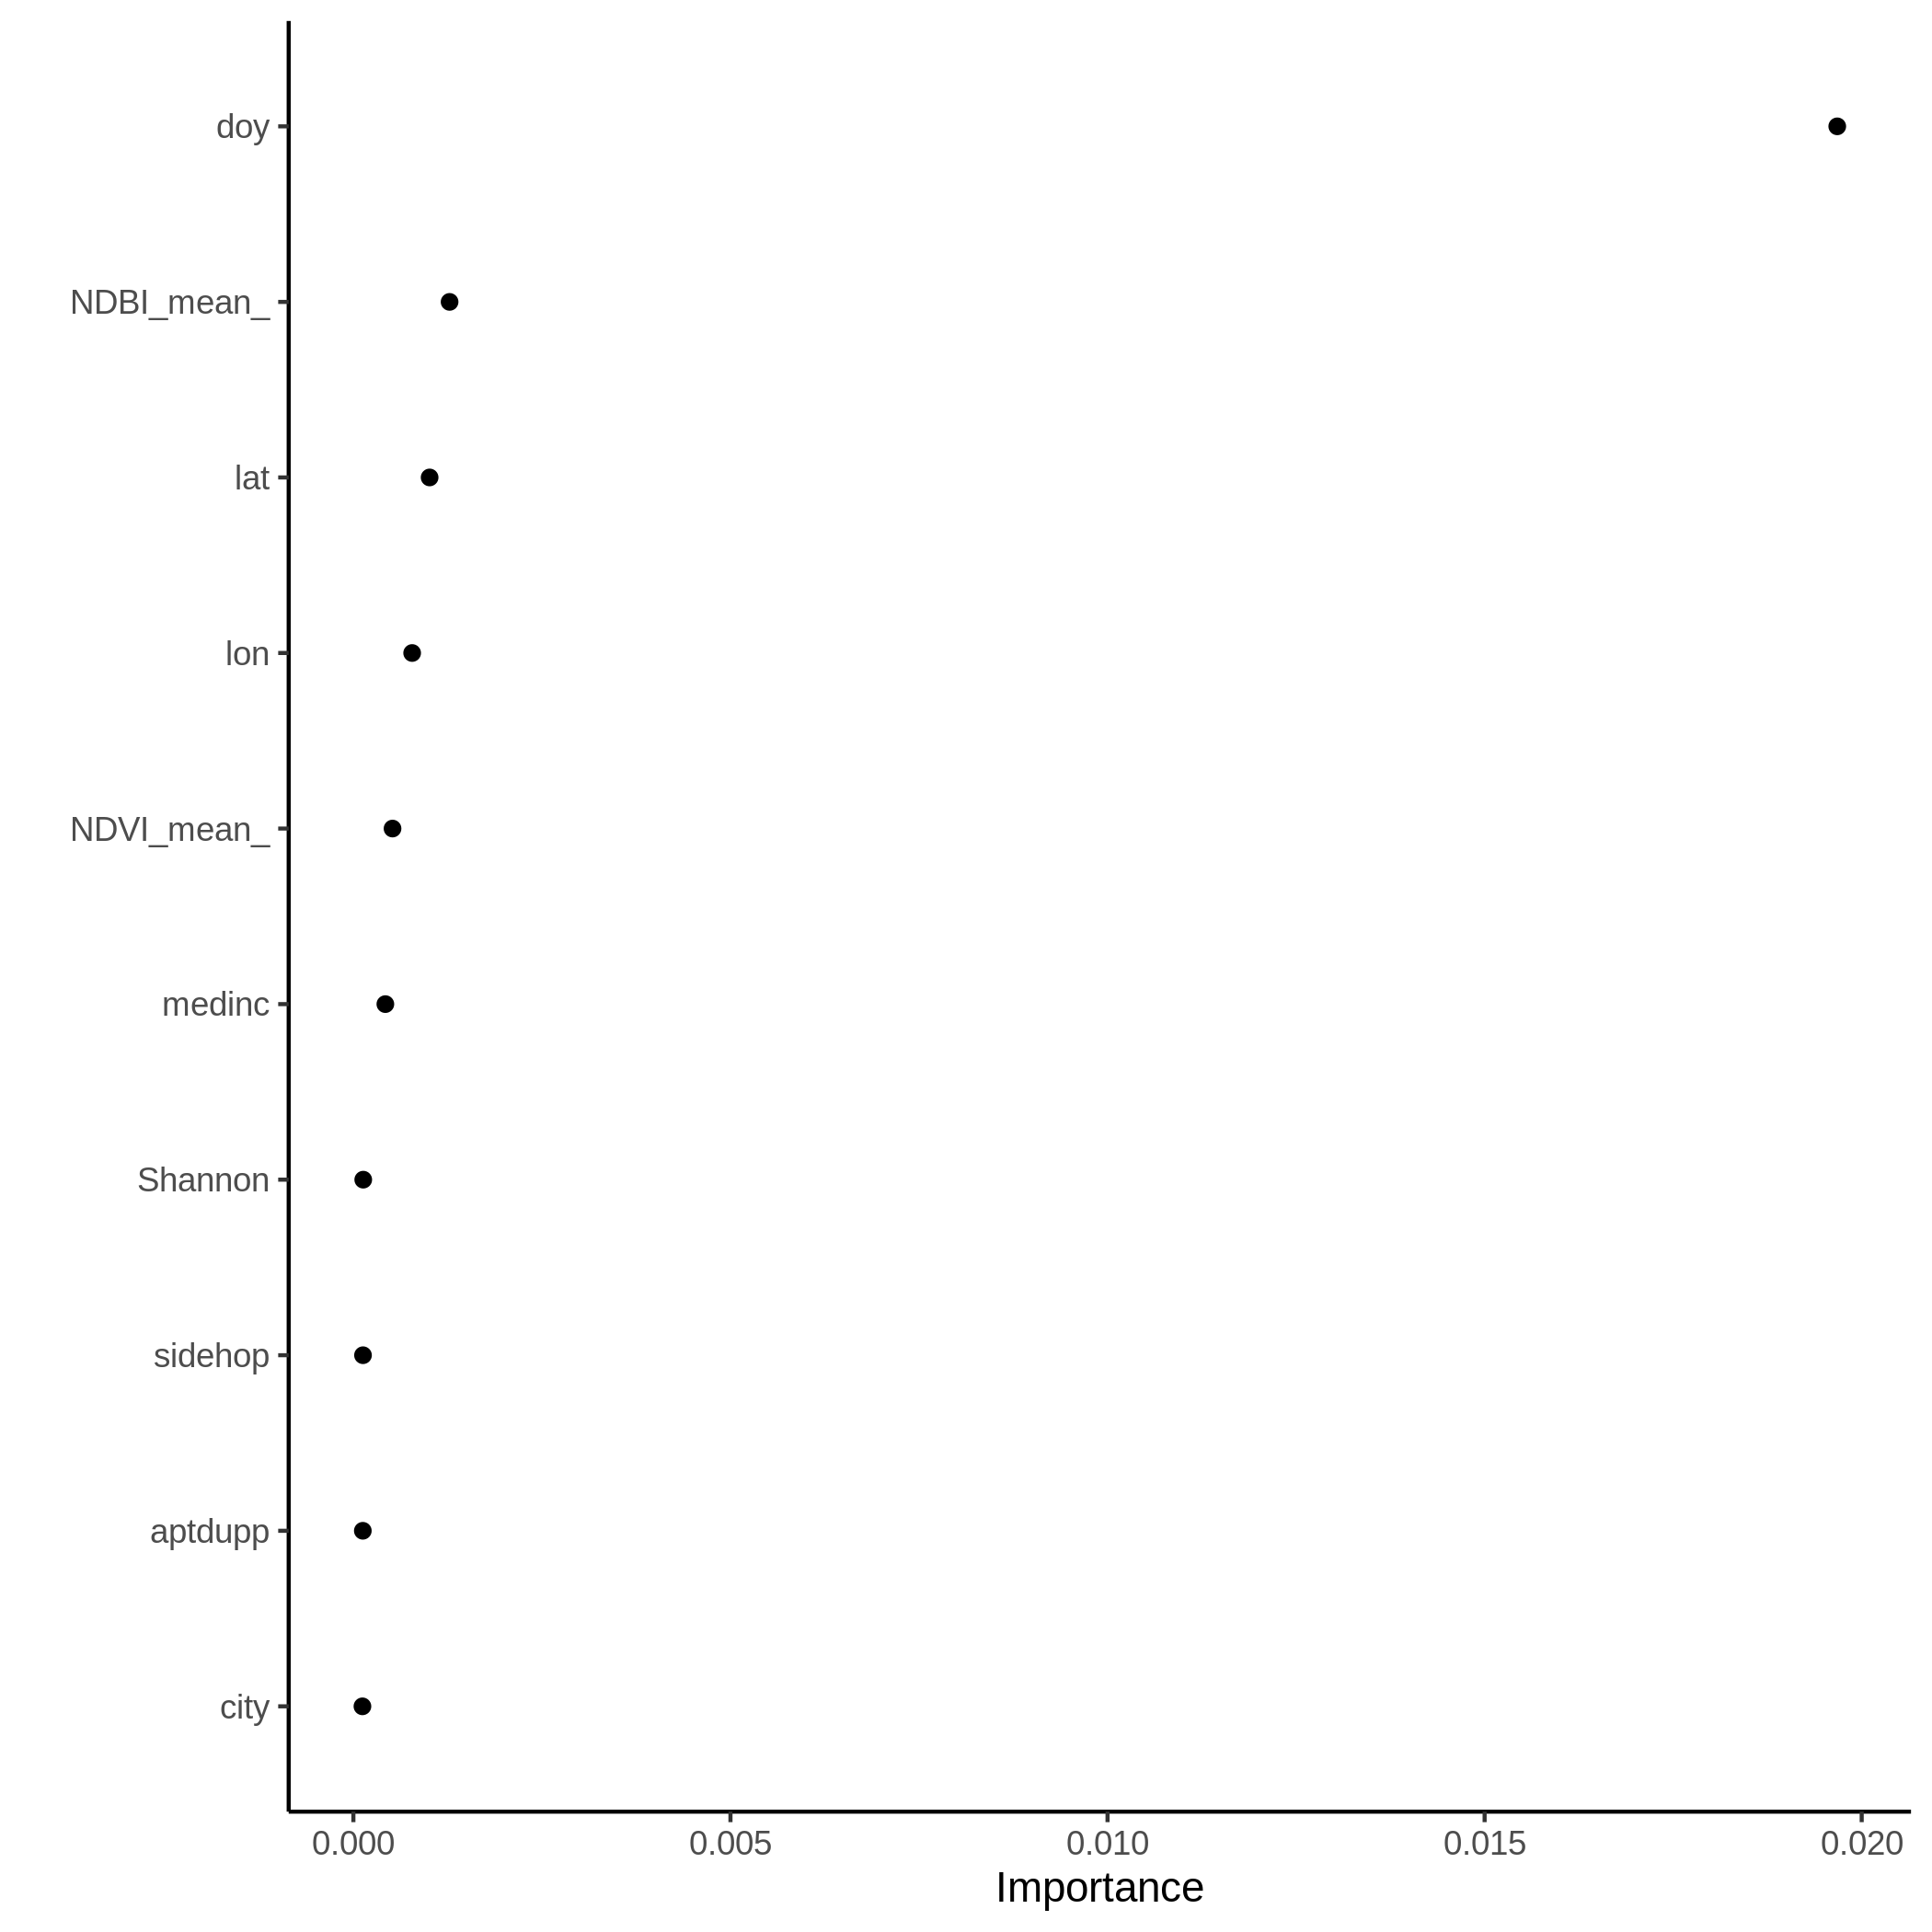 doy
NDBI_mean_
lat
lon
NDVI_mean_
medinc
Shannon
sidehop
aptdupp
city
0.000 0.005 0.010 0.015 0.020
Importance